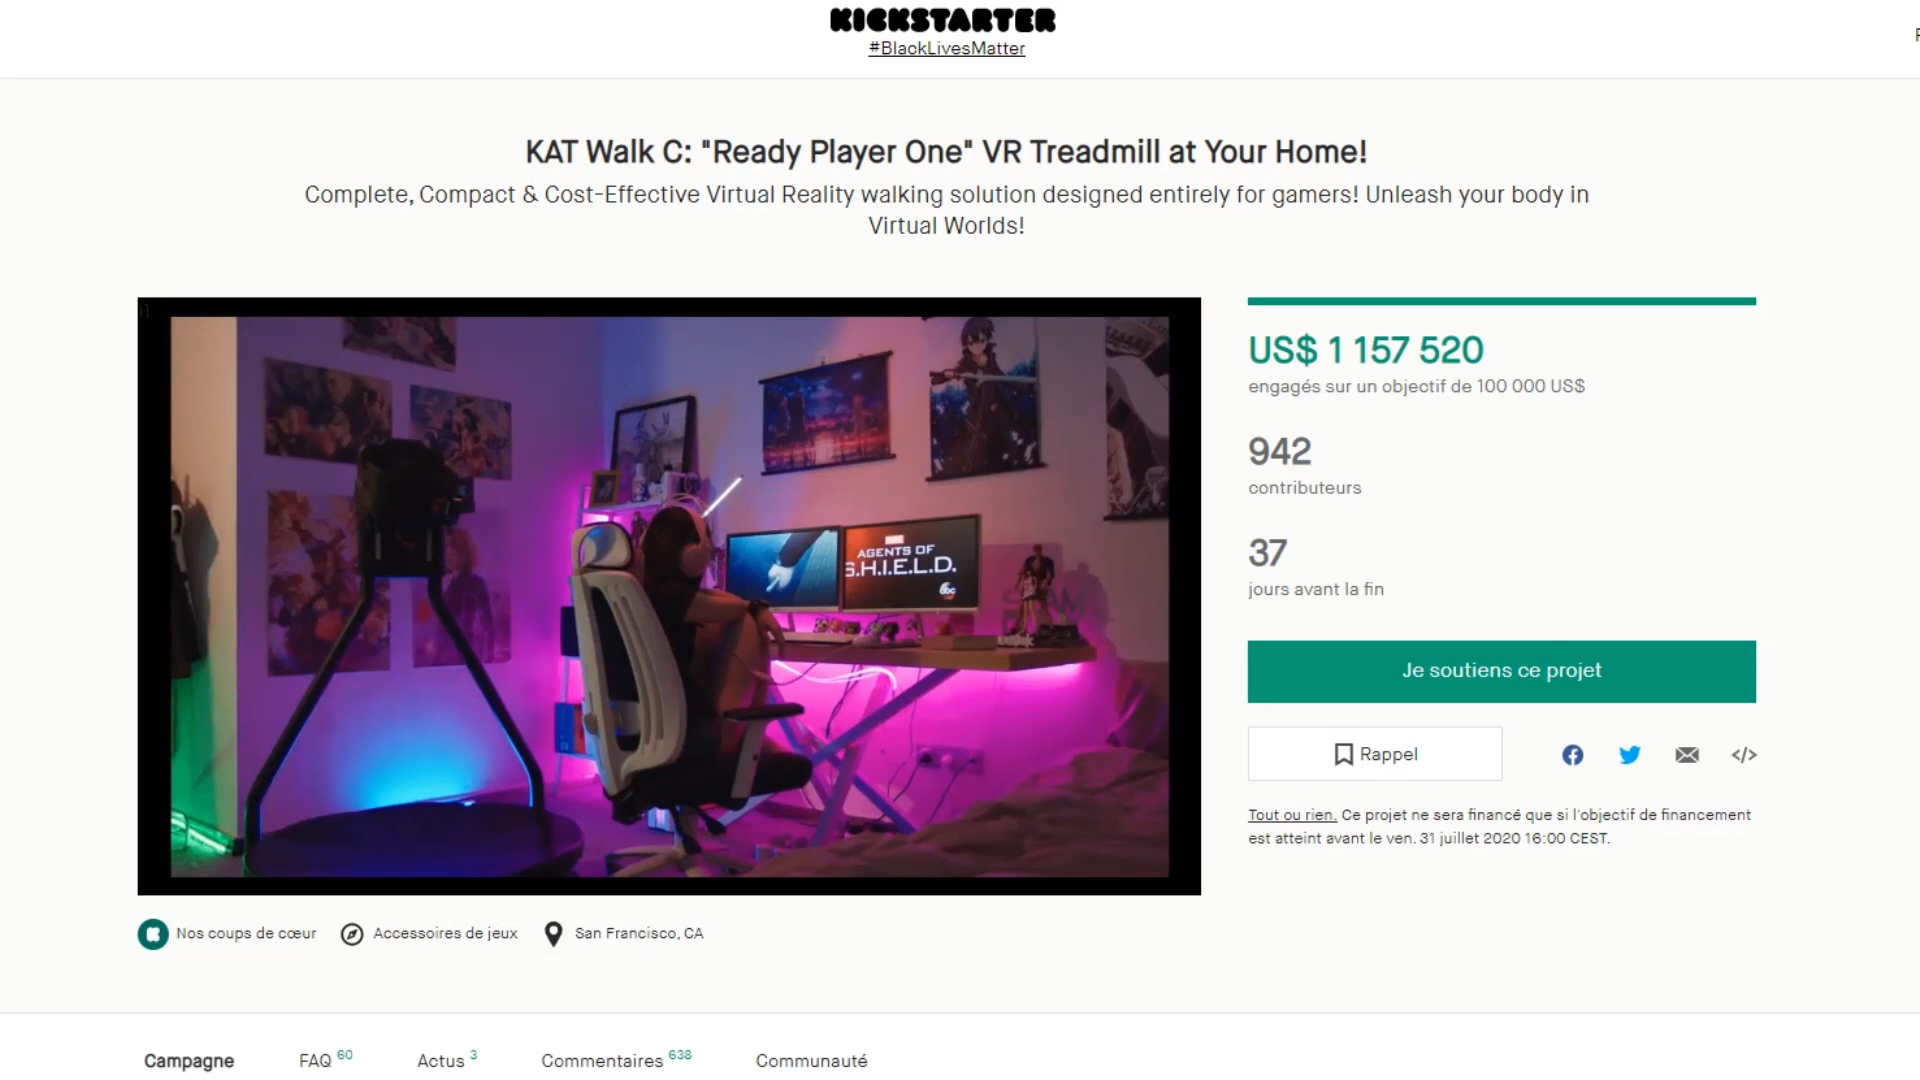 KICKSTARTER
#BlackLivesMatter
KAT Walk C: "Ready Player One" VR Treadmill at Your Home!
Complete, Compact & Cost-Effective Virtual Reality walking solution designed entirely for gamers! Unleash your body in
Virtual Worlds!
US$ 1 157 520
engagés sur un objectif de 100 000 US$
942
contributeurs
37
jours avant la fin
MARVEL
AGENTS OF
S.H.I.E.L.D.
abc
Je soutiens ce projet
Rappel
</>
Tout ou rien. Ce projet ne sera financé que si l'objectif de financement
est atteint avant le ven. 31 juillet 2020 16:00 CEST.
Nos coups de cœur Accessoires de jeux San Francisco, CA
Campagne FAQ 60 Actus 3 Commentaires 638 Communauté